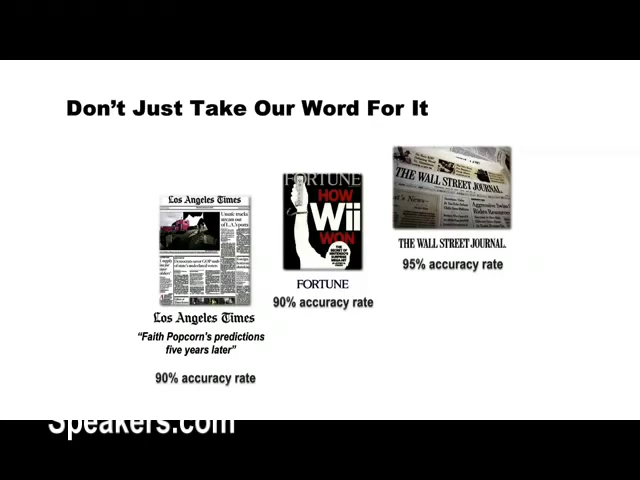 Don't Just Take Our Word For It
Los Angeles Times
Los Angeles Times
"Faith Popcorn's predictions
five years later"
90% accuracy rate
FORTUNE
HOW
Wii
WON
FORTUNE
90% accuracy rate
THE WALL STREET JOURNAL.
THE WALL STREET JOURNAL.
95% accuracy rate
Speakers.com